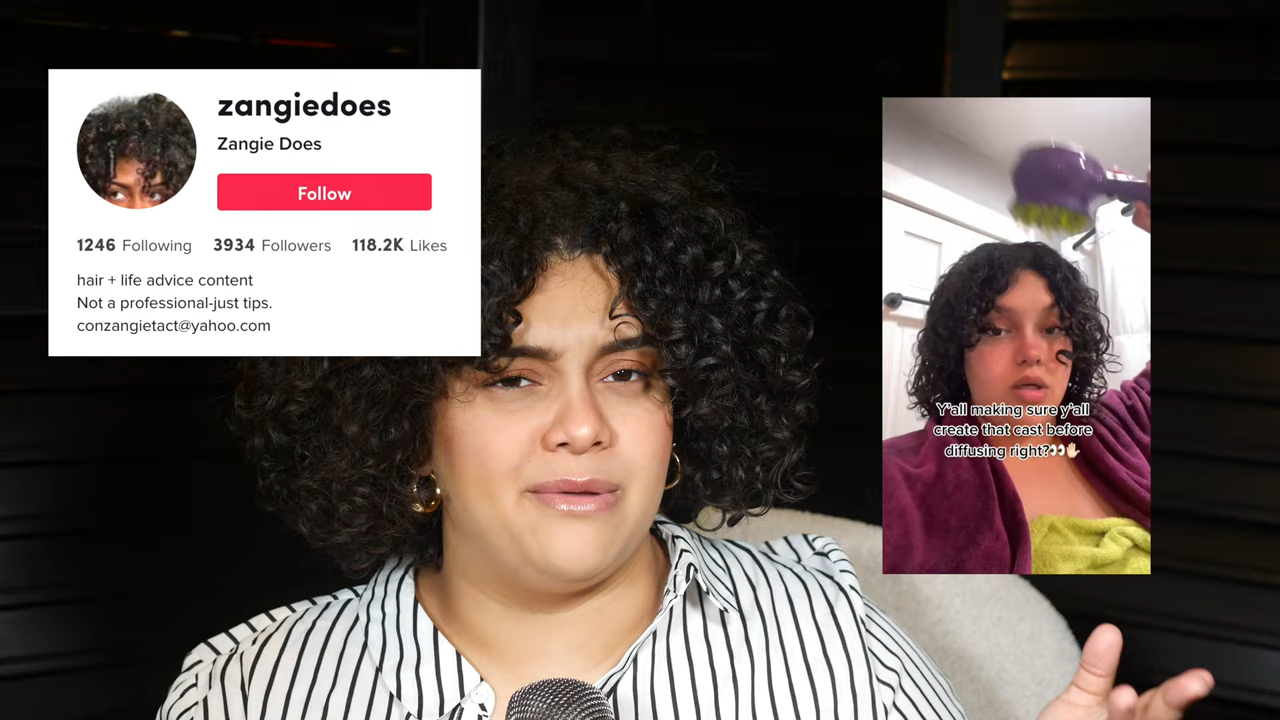 zangiedoes
Zangie Does
Follow
1246 Following 3934 Followers 118.2K Likes
hair + life advice content
Not a professional-just tips.
conzangietact@yahoo.com
Y'all making sure y'all
create that cast before
diffusing right?👀✋🏼